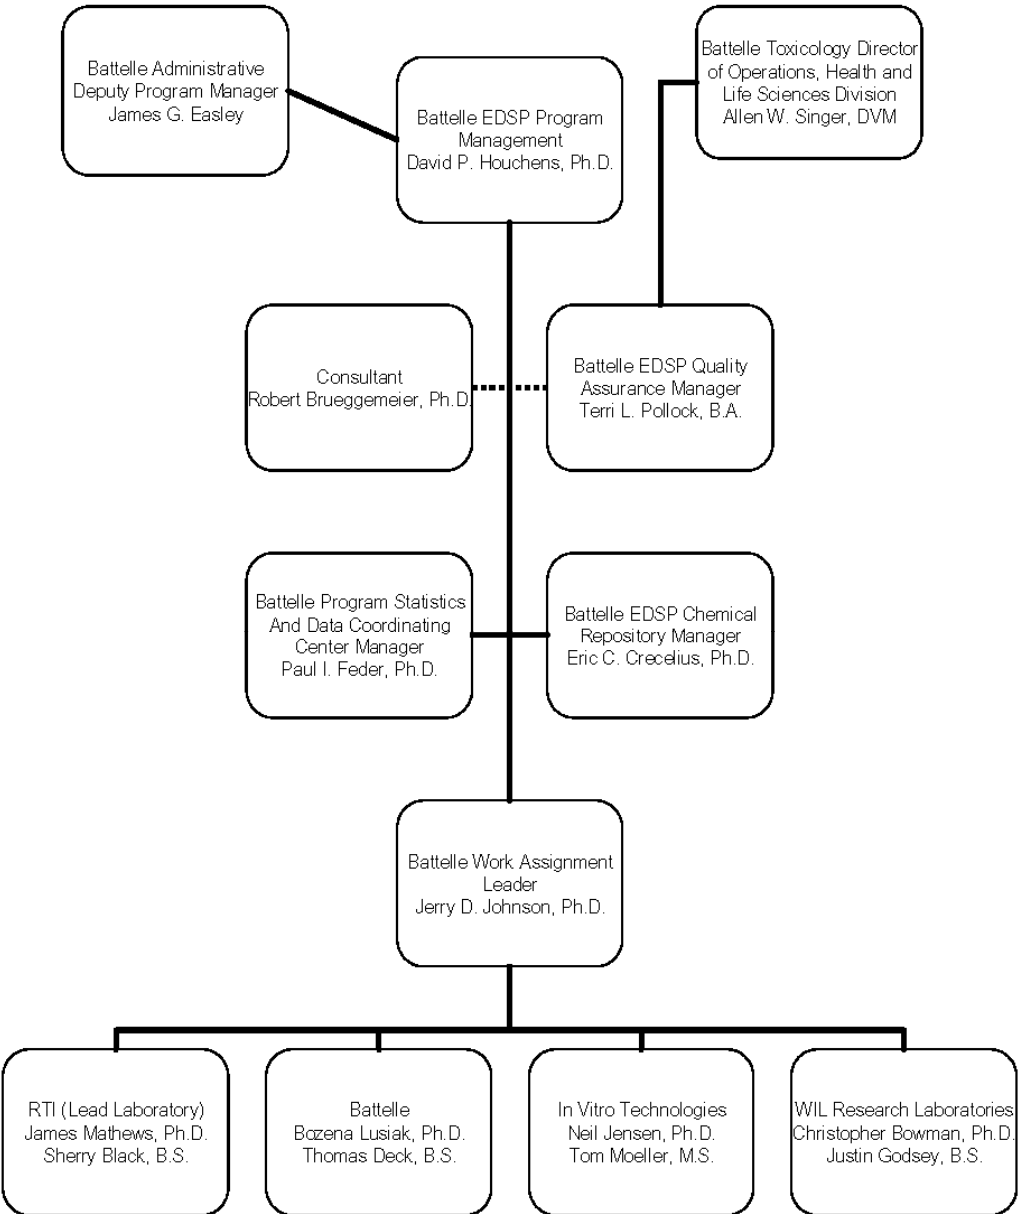 Battelle Administrative
Deputy Program Manager
James G. Easley
Battelle EDSP Program
Management
David P. Houchens, Ph.D.
Battelle Toxicology Director
of Operations, Health and
Life Sciences Division
Allen W. Singer, DVM
Consultant
Robert Brueggemeier, Ph.D.
Battelle EDSP Quality
Assurance Manager
Terri L. Pollock, B.A.
Battelle Program Statistics
And Data Coordinating
Center Manager
Paul I. Feder, Ph.D.
Battelle EDSP Chemical
Repository Manager
Eric C. Crecelius, Ph.D.
Battelle Work Assignment
Leader
Jerry D. Johnson, Ph.D.
RTI (Lead Laboratory)
James Mathews, Ph.D.
Sherry Black, B.S.
Battelle
Bozena Lusiak, Ph.D.
Thomas Deck, B.S.
In Vitro Technologies
Neil Jensen, Ph.D.
Tom Moeller, M.S.
WIL Research Laboratories
Christopher Bowman, Ph.D.
Justin Godsey, B.S.